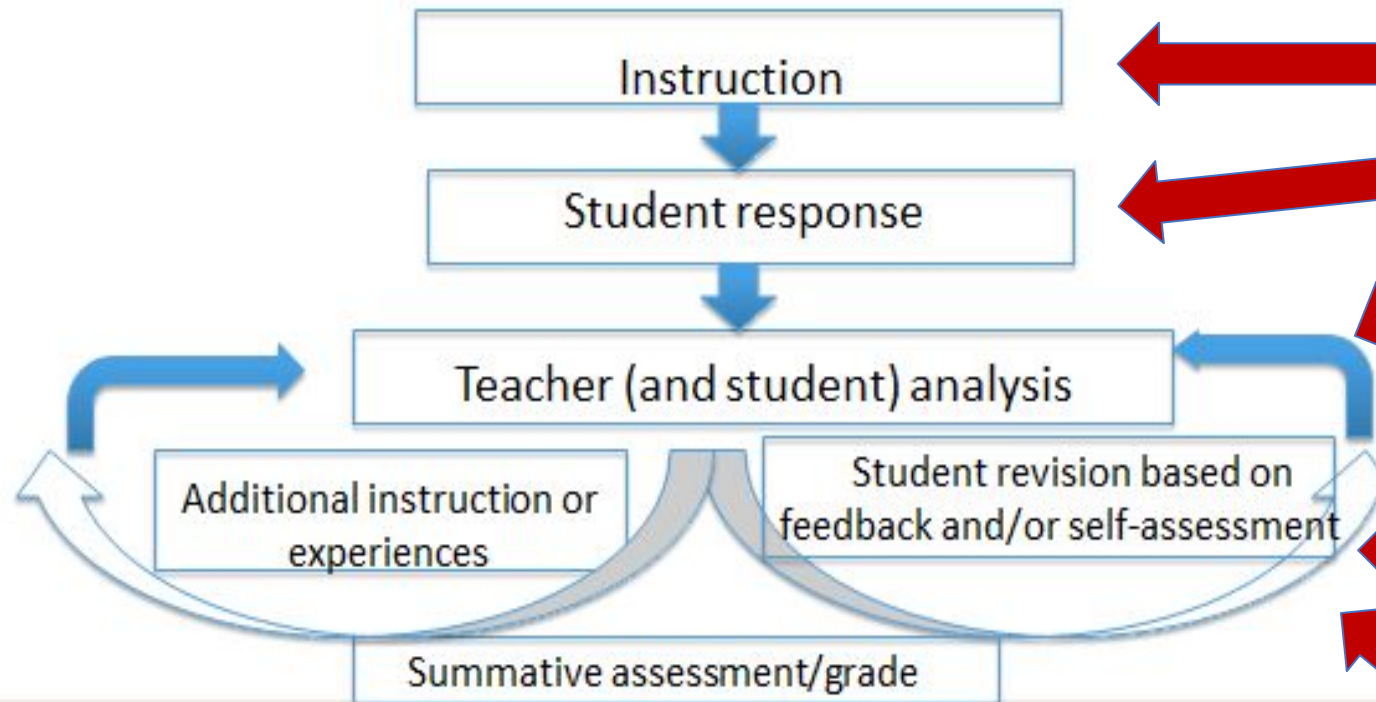 Instruction
Student response
Teacher (and student) analysis
Additional instruction or
experiences
Student revision based on
feedback and/or self-assessment
Summative assessment/grade